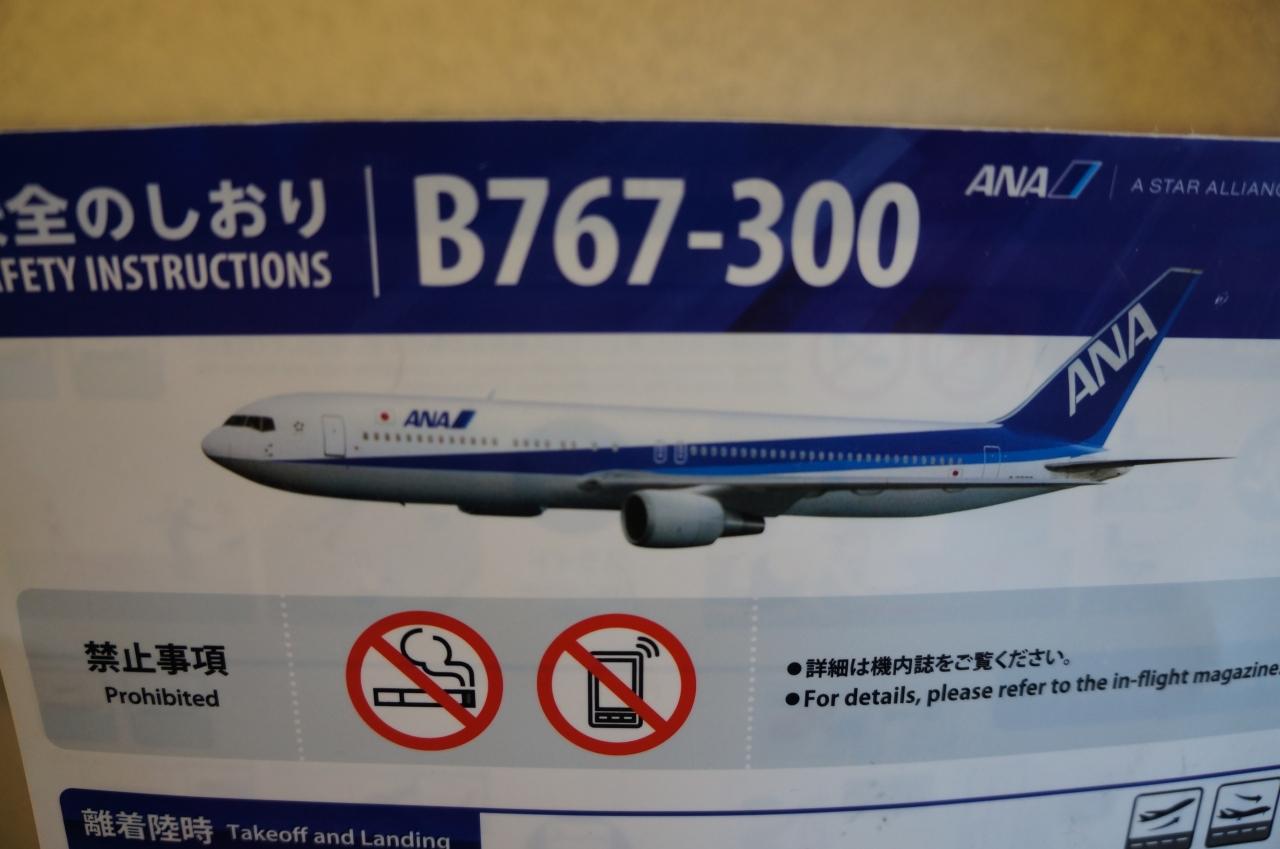 全のしおり
FETY INSTRUCTIONS
B767-300
ANA
A STAR ALLIANC
ANA
ANA
禁止事項
Prohibited
●詳細は機内誌をご覧ください。
●For details, please refer to the in-flight magazine.
離着陸時 Takeoff and Landing